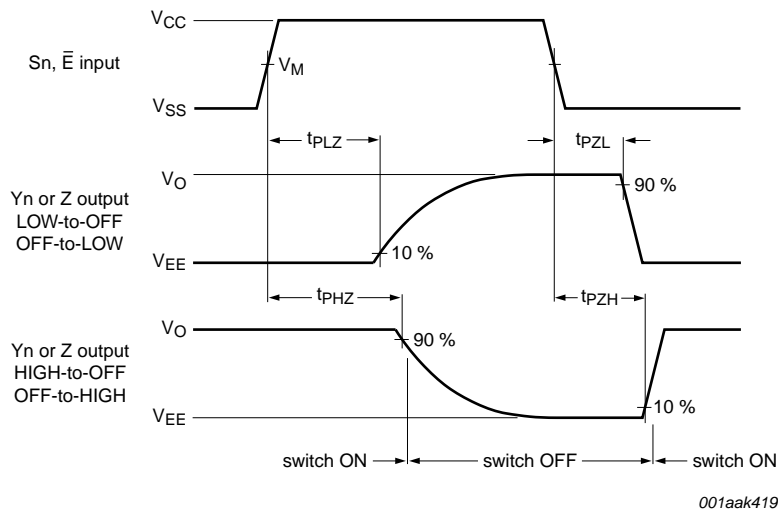 VCC
Sn, E̅ input
VM
VSS
tPLZ
tPZL
VO
Yn or Z output
LOW-to-OFF
OFF-to-LOW
90 %
10 %
VEE
tPHZ
tPZH
VO
Yn or Z output
HIGH-to-OFF
OFF-to-HIGH
90 %
10 %
VEE
switch ON
switch OFF
switch ON
001aak419